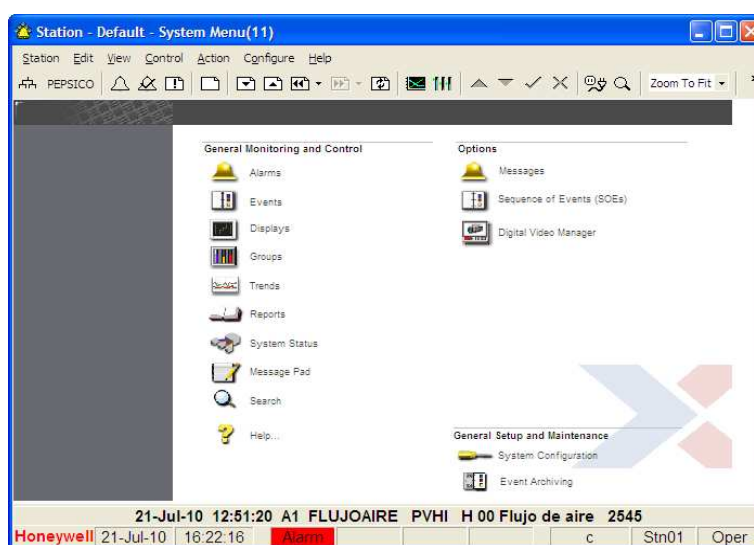 Station - Default - System Menu(11)
Station Edit View Control Action Configure Help
PEPSICO Zoom To Fit
General Monitoring and Control
Alarms
Events
Displays
Groups
Trends
Reports
System Status
Message Pad
Search
Help...
Options
Messages
Sequence of Events (SOEs)
Digital Video Manager
General Setup and Maintenance
System Configuration
Event Archiving
21-Jul-10 12:51:20 A1 FLUJOAIRE PVHI H 00 Flujo de aire 2545
Honeywell 21-Jul-10 16:22:16 Alarm c Stn01 Oper